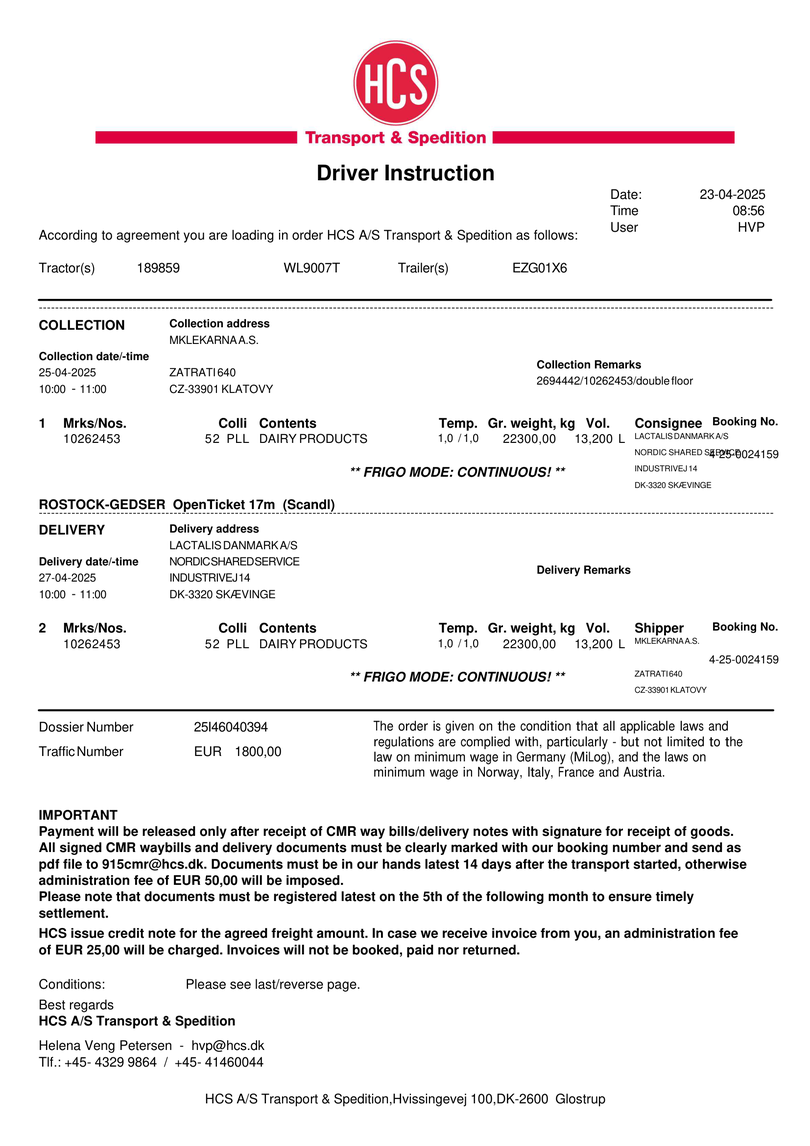 HCS
Transport & Spedition
Driver Instruction
Date: 23-04-2025
Time 08:56
User HVP
According to agreement you are loading in order HCS A/S Transport & Spedition as follows:
Tractor(s) 189859 WL9007T Trailer(s) EZG01X6
COLLECTION Collection address
MKLEKARNA A.S.
Collection date/-time
Collection Remarks
25-04-2025 ZATRATI 640
2694442/10262453/double floor
10:00 - 11:00 CZ-33901 KLATOVY
1 Mrks/Nos. Colli Contents Temp. Gr. weight, kg Vol. Consignee Booking No.
10262453 52 PLL DAIRY PRODUCTS 1,0 / 1,0 22300,00 13,200 L LACTALIS DANMARK A/S
NORDIC SHARED SERVICE 4-25-0024159
** FRIGO MODE: CONTINUOUS! ** INDUSTRIVEJ 14
DK-3320 SKÆVINGE
ROSTOCK-GEDSER OpenTicket 17m (Scandl)
DELIVERY Delivery address
LACTALIS DANMARK A/S
Delivery date/-time NORDIC SHARED SERVICE
Delivery Remarks
27-04-2025 INDUSTRIVEJ 14
10:00 - 11:00 DK-3320 SKÆVINGE
2 Mrks/Nos. Colli Contents Temp. Gr. weight, kg Vol. Shipper Booking No.
10262453 52 PLL DAIRY PRODUCTS 1,0 / 1,0 22300,00 13,200 L MKLEKARNA A.S.
4-25-0024159
** FRIGO MODE: CONTINUOUS! ** ZATRATI 640
CZ-33901 KLATOVY
Dossier Number 25I46040394
Traffic Number EUR 1800,00
The order is given on the condition that all applicable laws and
regulations are complied with, particularly - but not limited to the
law on minimum wage in Germany (MiLog), and the laws on
minimum wage in Norway, Italy, France and Austria.
IMPORTANT
Payment will be released only after receipt of CMR way bills/delivery notes with signature for receipt of goods.
All signed CMR waybills and delivery documents must be clearly marked with our booking number and send as
pdf file to 915cmr@hcs.dk. Documents must be in our hands latest 14 days after the transport started, otherwise
administration fee of EUR 50,00 will be imposed.
Please note that documents must be registered latest on the 5th of the following month to ensure timely
settlement.
HCS issue credit note for the agreed freight amount. In case we receive invoice from you, an administration fee
of EUR 25,00 will be charged. Invoices will not be booked, paid nor returned.
Conditions: Please see last/reverse page.
Best regards
HCS A/S Transport & Spedition
Helena Veng Petersen - hvp@hcs.dk
Tlf.: +45- 4329 9864 / +45- 41460044
HCS A/S Transport & Spedition,Hvissingevej 100,DK-2600 Glostrup